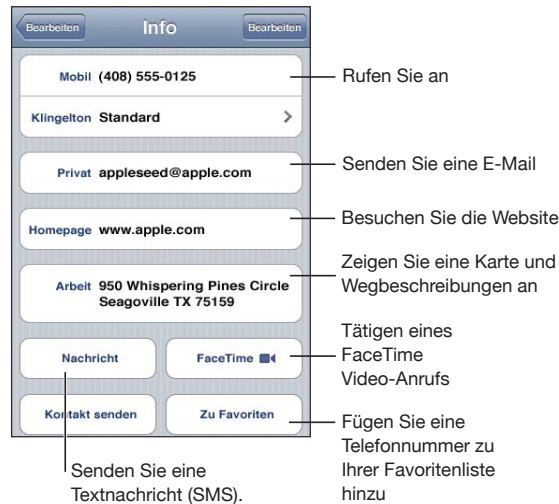 Bearbeiten Info Bearbeiten
Mobil (408) 555-0125
Klingelton Standard
Privat appleseed@apple.com
Homepage www.apple.com
Arbeit 950 Whispering Pines Circle
Seagoville TX 75159
Nachricht FaceTime
Kontakt senden Zu Favoriten
Rufen Sie an
Senden Sie eine E-Mail
Besuchen Sie die Website
Zeigen Sie eine Karte und
Wegbeschreibungen an
Tätigen eines
FaceTime
Video-Anrufs
Fügen Sie eine
Telefonnummer zu
Ihrer Favoritenliste
hinzu
Senden Sie eine
Textnachricht (SMS).